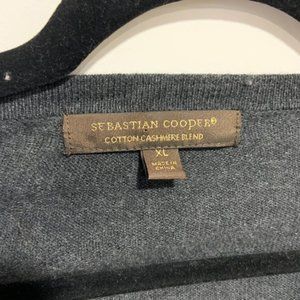 SEBASTIAN COOPER®
COTTON CASHMERE BLEND
XL
MADE IN
CHINA